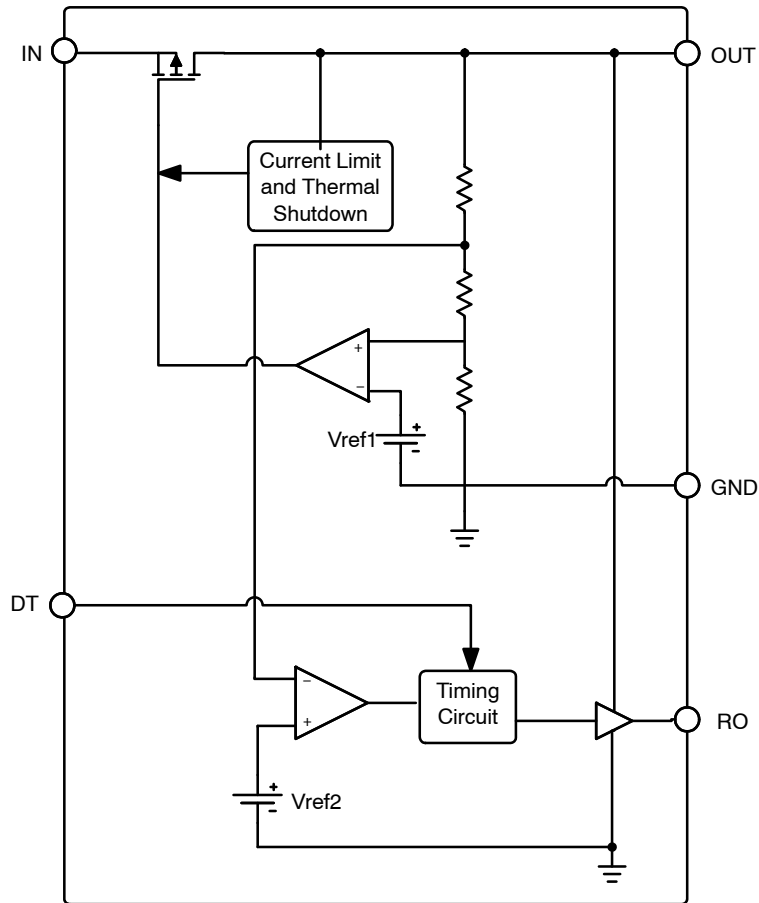 IN
OUT
Current Limit
and Thermal
Shutdown
+
−
Vref1
+
-
GND
DT
−
+
Timing
Circuit
RO
+
-
Vref2